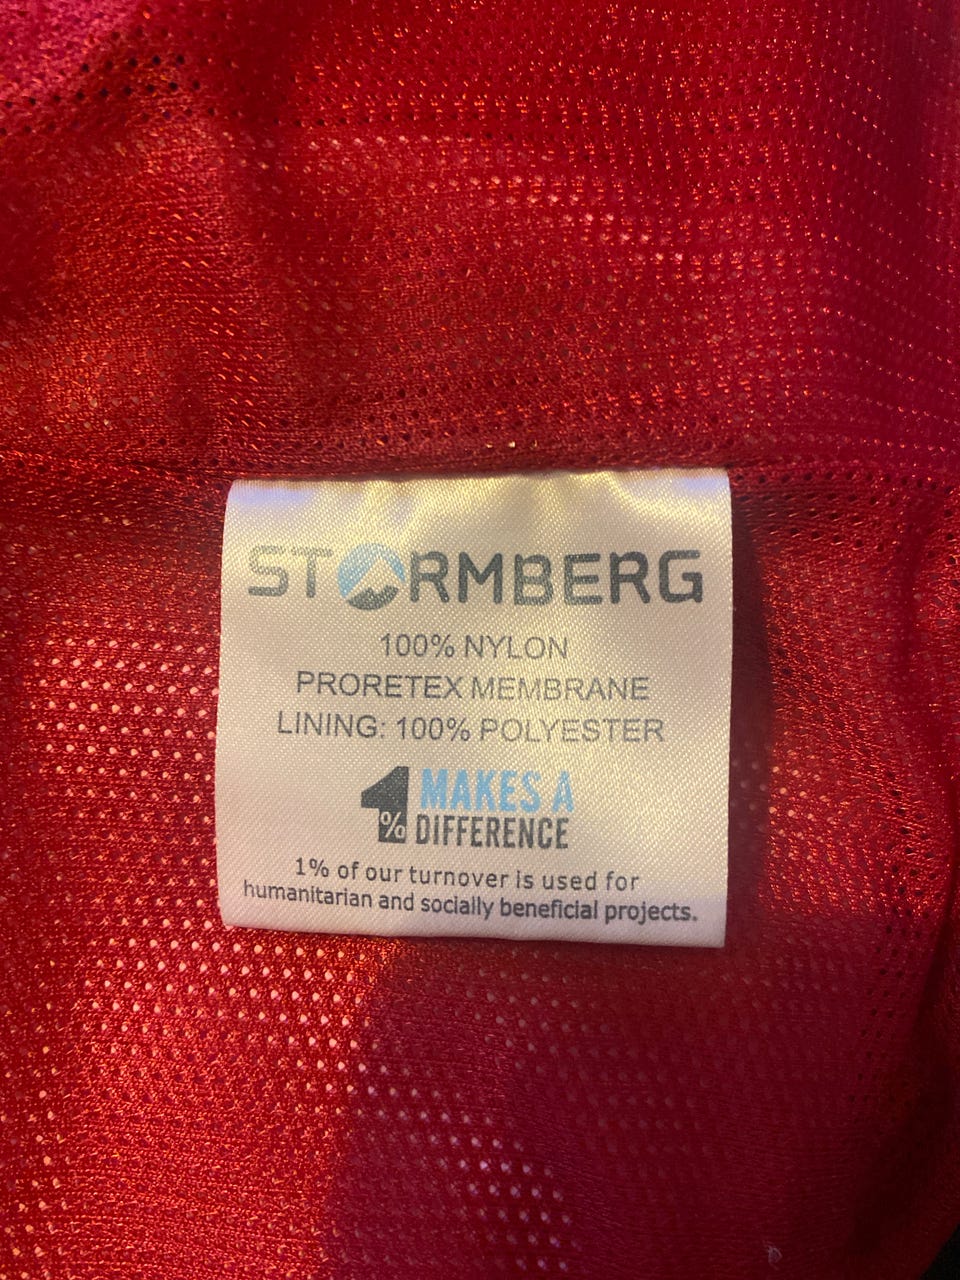 STORMBERG
100% NYLON
PRORETEX MEMBRANE
LINING: 100% POLYESTER
1% MAKES A
DIFFERENCE
1% of our turnover is used for
humanitarian and socially beneficial projects.